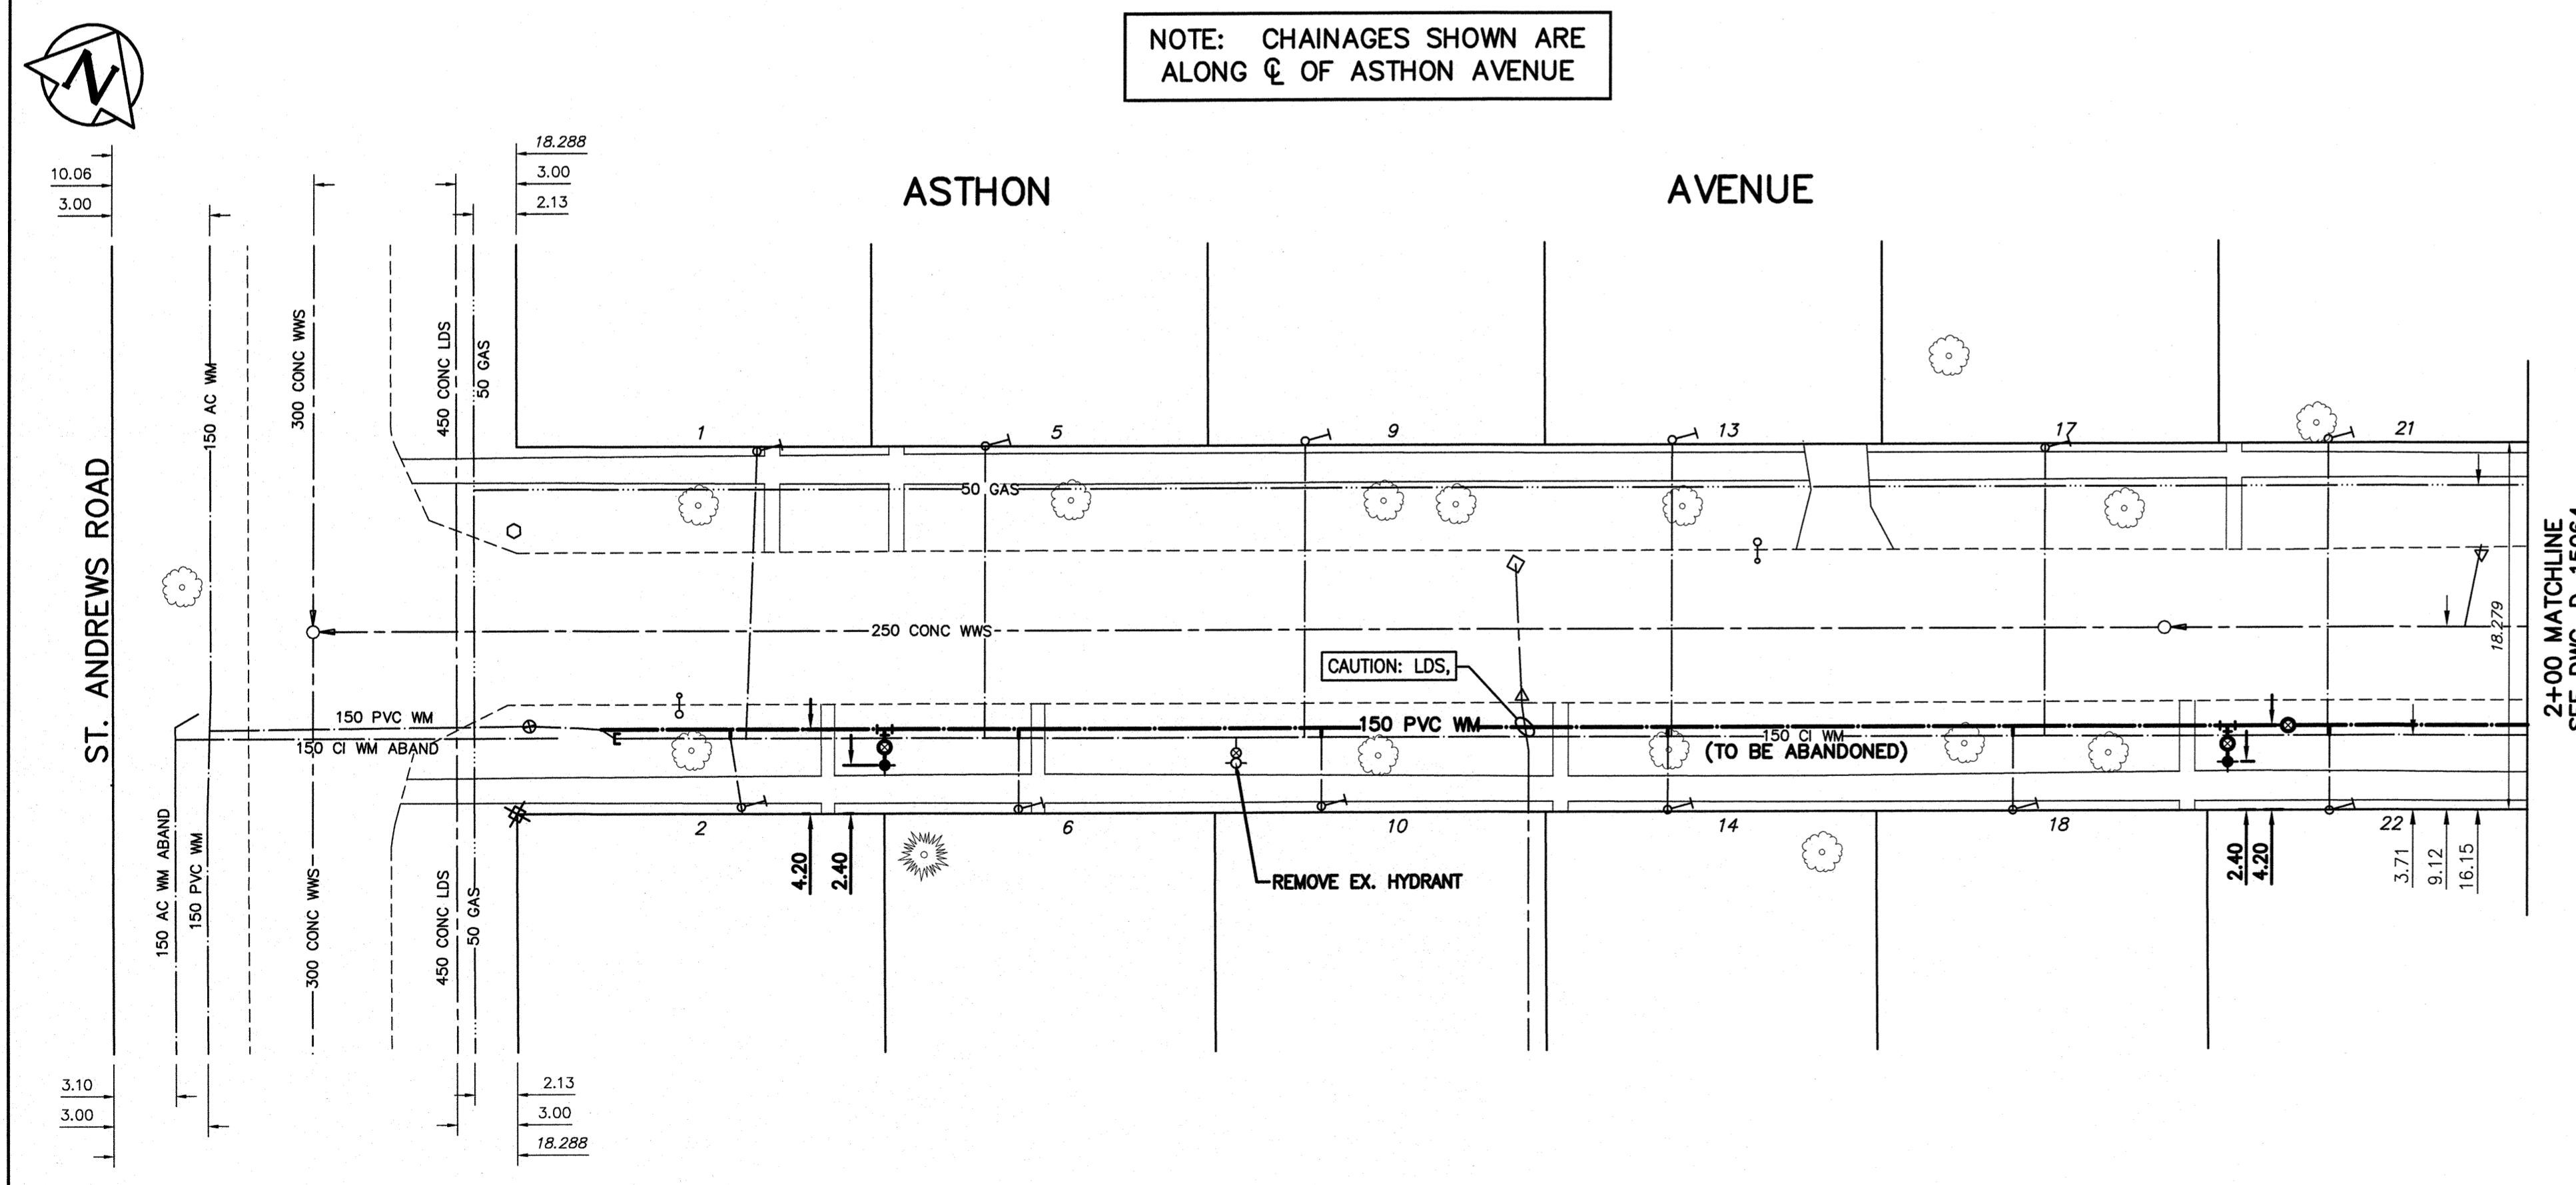 NOTE: CHAINAGES SHOWN ARE
ALONG ℄ OF ASTHON AVENUE
N
18.288
10.06
3.00
3.00
2.13
ASTHON AVENUE
ST. ANDREWS ROAD
150 AC WM
300 CONC WWS
450 CONC LDS
50 GAS
1
5
9
13
17
21
50 GAS
250 CONC WWS
CAUTION: LDS,
18.279
2+00 MATCHLINE
150 PVC WM
150 CI WM ABAND
150 PVC WM
150 CI WM
(TO BE ABANDONED)
2
6
10
14
18
22
4.20
2.40
REMOVE EX. HYDRANT
2.40
4.20
3.71
9.12
16.15
150 AC WM ABAND
150 PVC WM
300 CONC WWS
450 CONC LDS
50 GAS
3.10
3.00
2.13
3.00
18.288